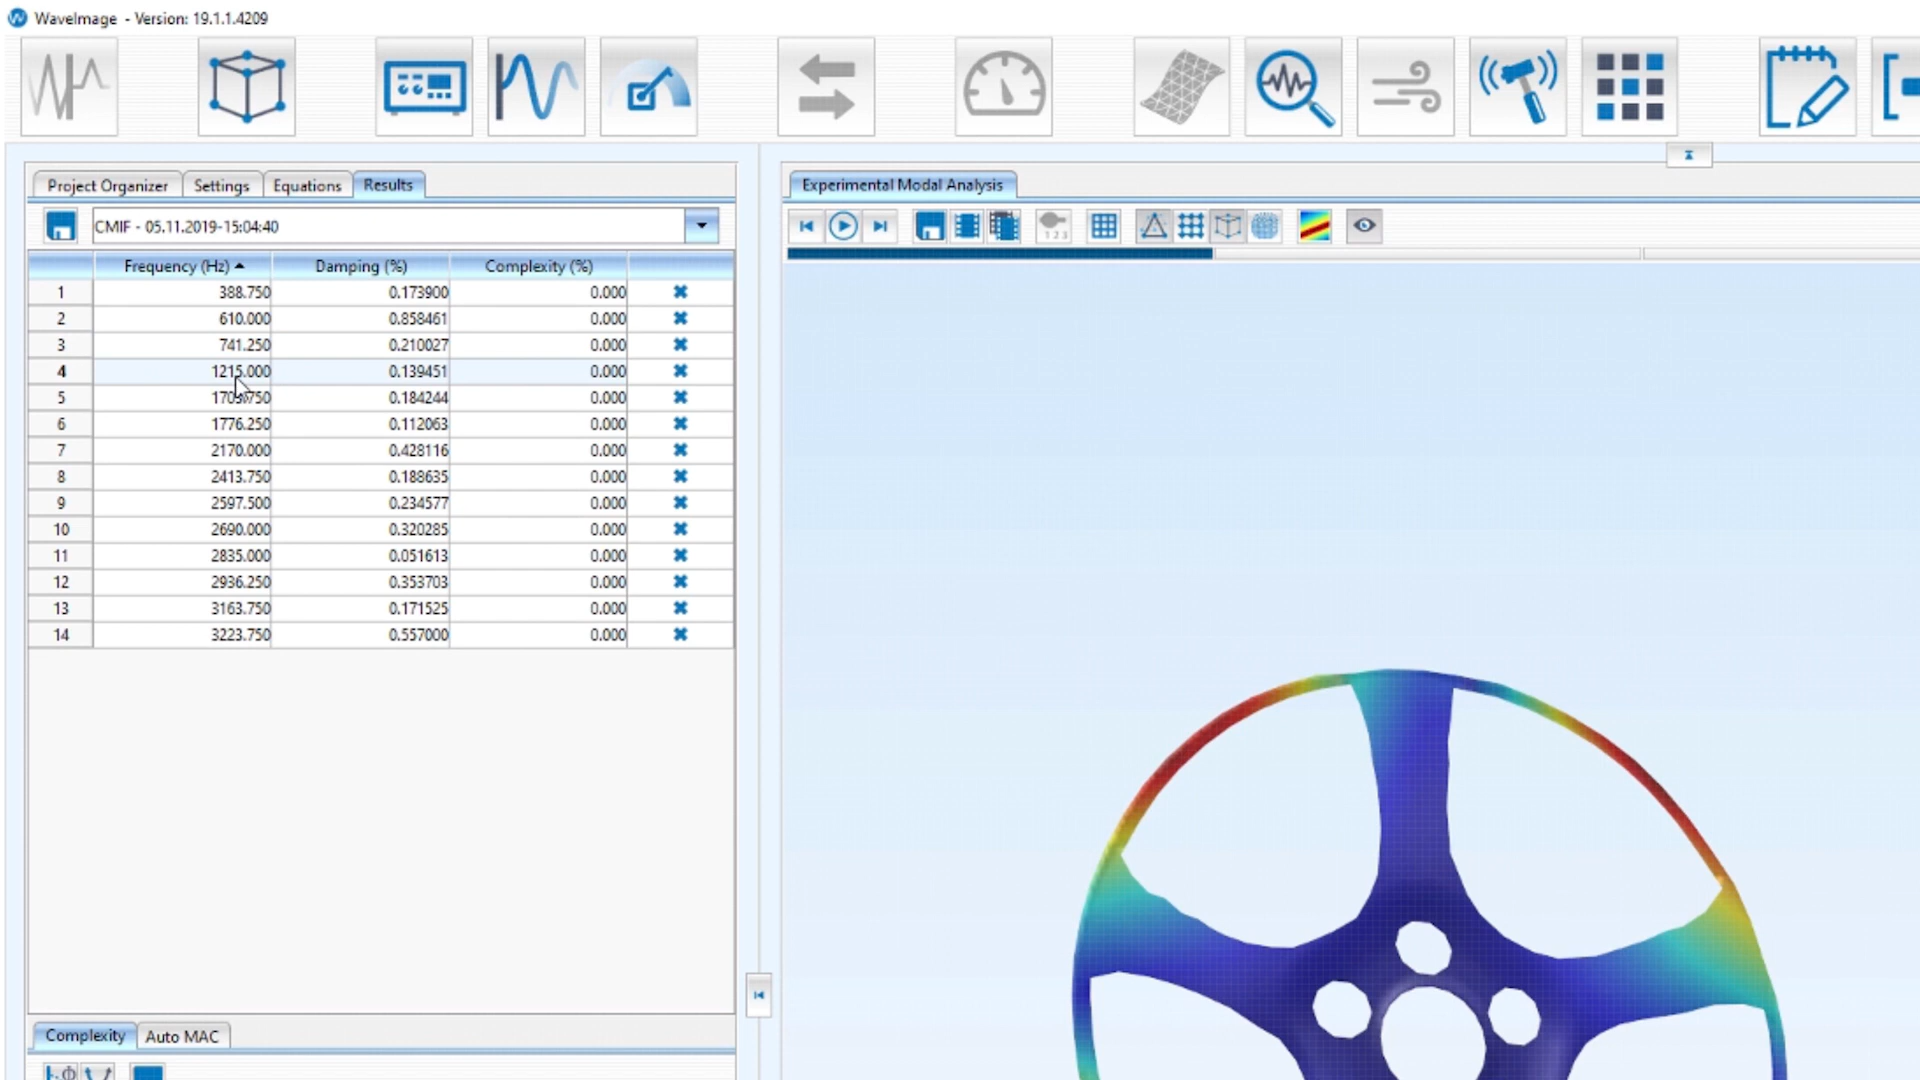 WaveImage - Version: 19.1.1.4209
Project Organizer Settings Equations Results
Experimental Modal Analysis
CMIF - 05.11.2019-15:04:40
1 2 3
Frequency (Hz) Damping (%) Complexity (%)
1 388.750 0.173900 0.000
2 610.000 0.858461 0.000
3 741.250 0.210027 0.000
4 1215.000 0.139451 0.000
5 0.184244 0.000
6 1776.250 0.112063 0.000
7 2170.000 0.428116 0.000
8 2413.750 0.188635 0.000
9 2597.500 0.234577 0.000
10 2690.000 0.320285 0.000
11 2835.000 0.051613 0.000
12 2936.250 0.353703 0.000
13 3163.750 0.171525 0.000
14 3223.750 0.557000 0.000
Complexity Auto MAC